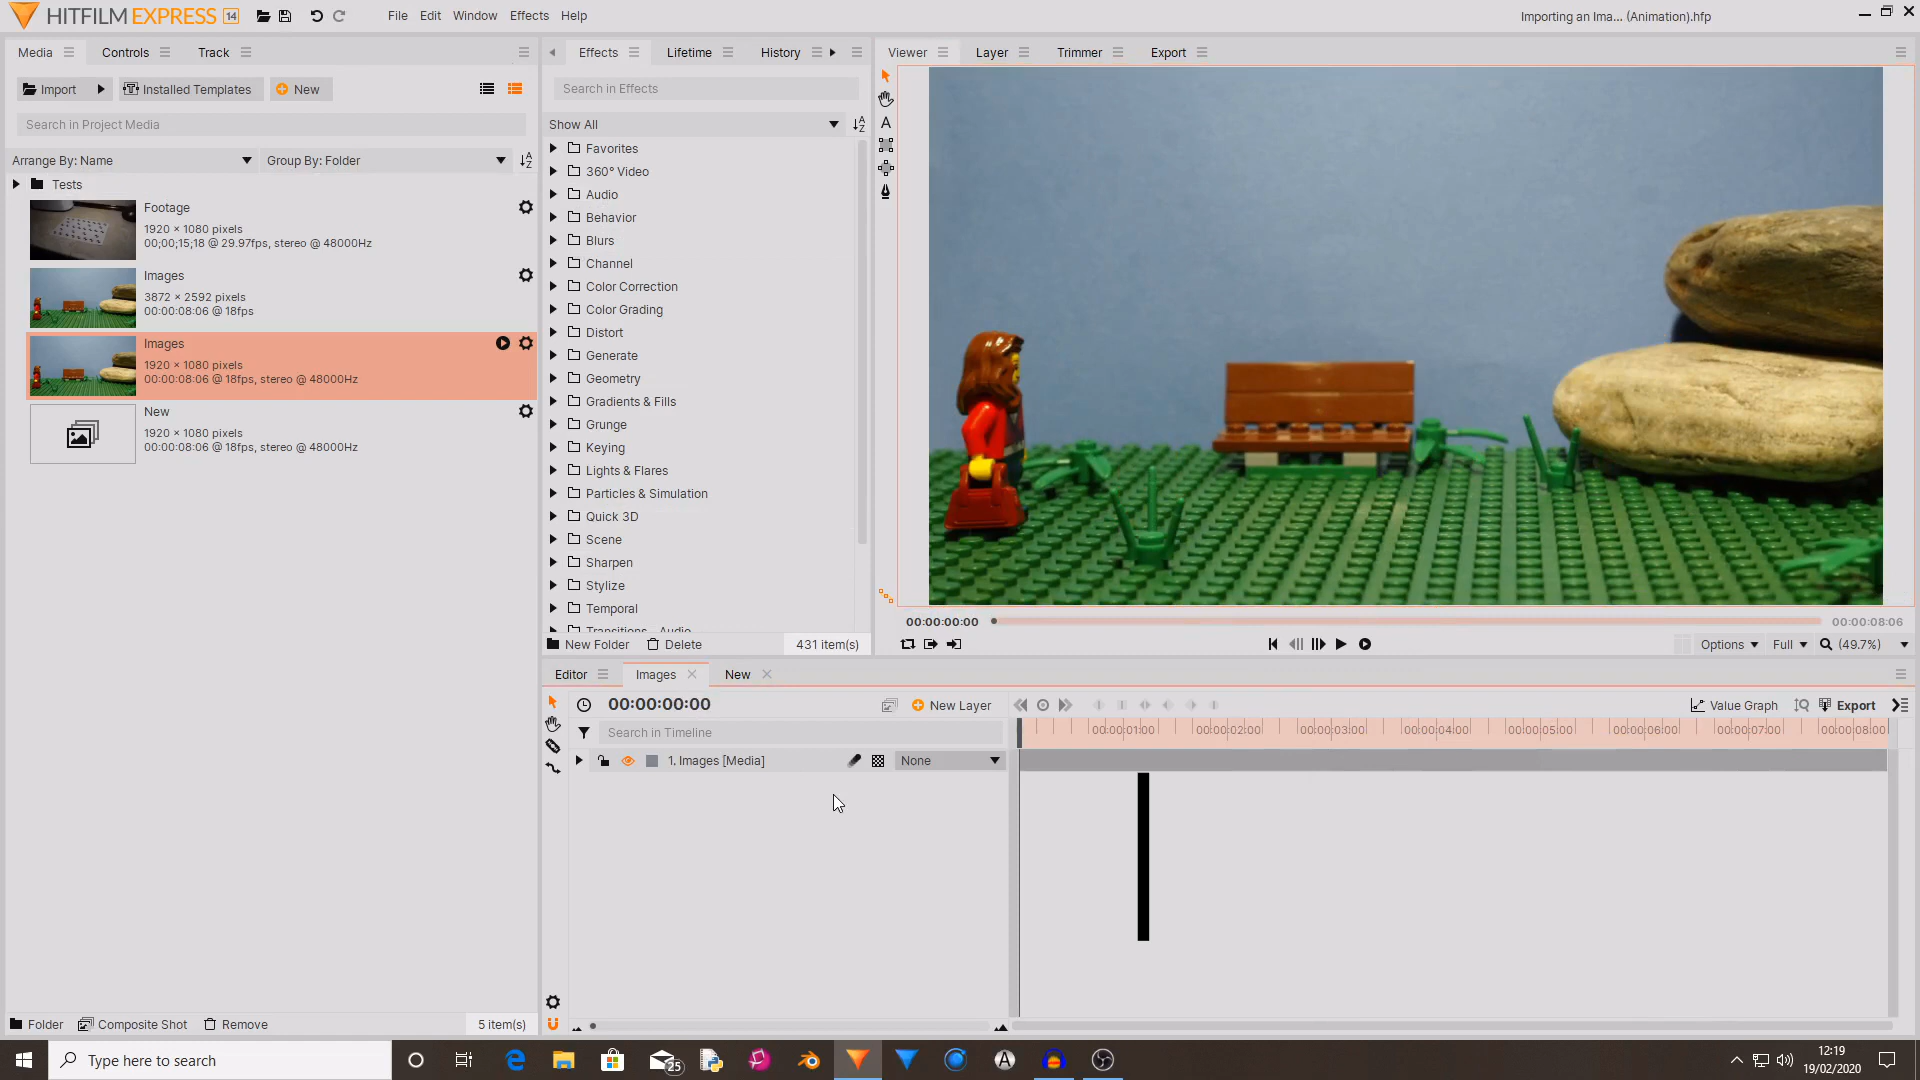 HITFILM EXPRESS 14
File Edit Window Effects Help
Importing an Ima... (Animation).hfp
Media Controls Track
Effects Lifetime History
Viewer Layer Trimmer Export
Import Installed Templates New
Search in Effects
Search in Project Media
Show All
Arrange By: Name Group By: Folder
Tests
Footage
1920 × 1080 pixels
00;00;15;18 @ 29.97fps, stereo @ 48000Hz
Images
3872 × 2592 pixels
00:00:08:06 @ 18fps
Images
1920 × 1080 pixels
00:00:08:06 @ 18fps, stereo @ 48000Hz
New
1920 × 1080 pixels
00:00:08:06 @ 18fps, stereo @ 48000Hz
Favorites
360° Video
Audio
Behavior
Blurs
Channel
Color Correction
Color Grading
Distort
Generate
Geometry
Gradients & Fills
Grunge
Keying
Lights & Flares
Particles & Simulation
Quick 3D
Scene
Sharpen
Stylize
Temporal
Transitions - Audio
New Folder Delete 431 item(s)
A
00:00:00:00 00:00:08:06
Options Full (49.7%)
Editor Images New
00:00:00:00 New Layer Value Graph Export
Search in Timeline
00:00:01:00 00:00:02:00 00:00:03:00 00:00:04:00 00:00:05:00 00:00:06:00 00:00:07:00 00:00:08:00
1. Images [Media] None
Folder Composite Shot Remove 5 item(s)
Type here to search
25
12:19
19/02/2020